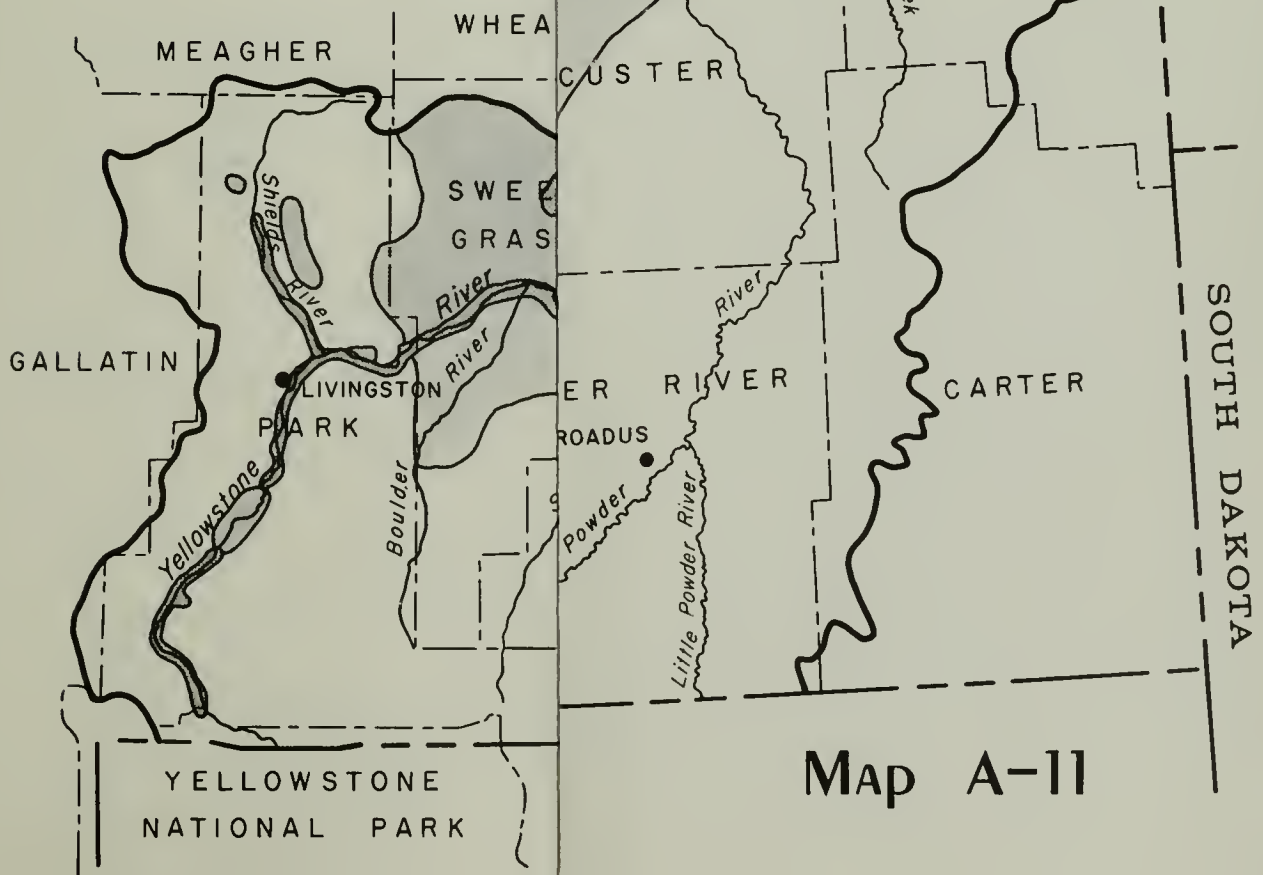 MEAGHER
WHEA
SWEE
GRAS
Shields
River
River
River
GALLATIN
LIVINGSTON
PARK
Yellowstone
Boulder
YELLOWSTONE
NATIONAL PARK
ek
CUSTER
River
ER RIVER
ROADUS
Powder
Little Powder River
CARTER
SOUTH DAKOTA
MAP A-11